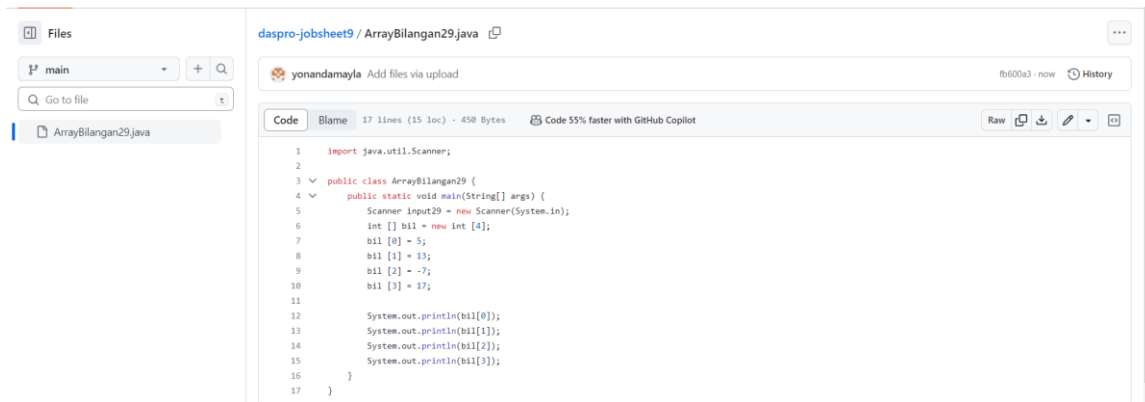 Files
daspro-jobsheet9 / ArrayBilangan29.java
...
main
+
Go to file
t
ArrayBilangan29.java
yonandamayla Add files via upload
fb600a3 · now History
Code Blame 17 lines (15 loc) · 450 Bytes Code 55% faster with GitHub Copilot
Raw
1 import java.util.Scanner;
2
3 public class ArrayBilangan29 {
4 public static void main(String[] args) {
5 Scanner input29 = new Scanner(System.in);
6 int [] bil = new int [4];
7 bil [0] = 5;
8 bil [1] = 13;
9 bil [2] = -7;
10 bil [3] = 17;
11
12 System.out.println(bil[0]);
13 System.out.println(bil[1]);
14 System.out.println(bil[2]);
15 System.out.println(bil[3]);
16 }
17 }